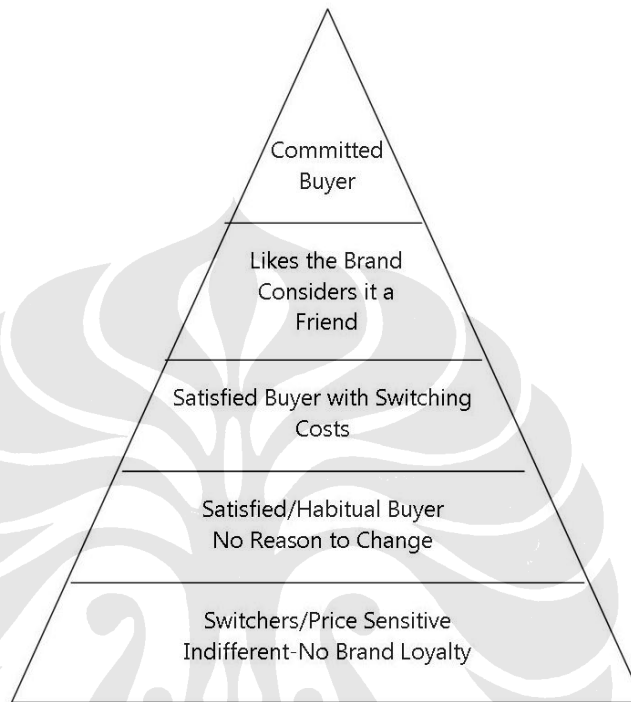 Committed
Buyer
Likes the Brand
Considers it a
Friend
Satisfied Buyer with Switching
Costs
Satisfied/Habitual Buyer
No Reason to Change
Switchers/Price Sensitive
Indifferent-No Brand Loyalty